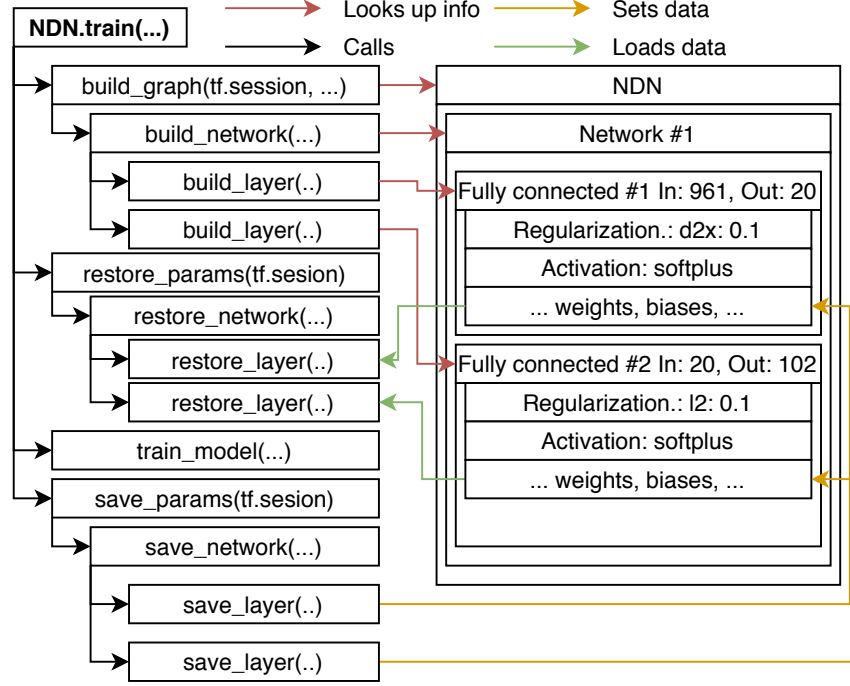 NDN.train(...)
Looks up info
Sets data
Calls
Loads data
build_graph(tf.session, ...)
build_network(...)
build_layer(..)
build_layer(..)
restore_params(tf.sesion)
restore_network(...)
restore_layer(..)
restore_layer(..)
train_model(...)
save_params(tf.sesion)
save_network(...)
save_layer(..)
save_layer(..)
NDN
Network #1
Fully connected #1 In: 961, Out: 20
Regularization.: d2x: 0.1
Activation: softplus
... weights, biases, ...
Fully connected #2 In: 20, Out: 102
Regularization.: l2: 0.1
Activation: softplus
... weights, biases, ...